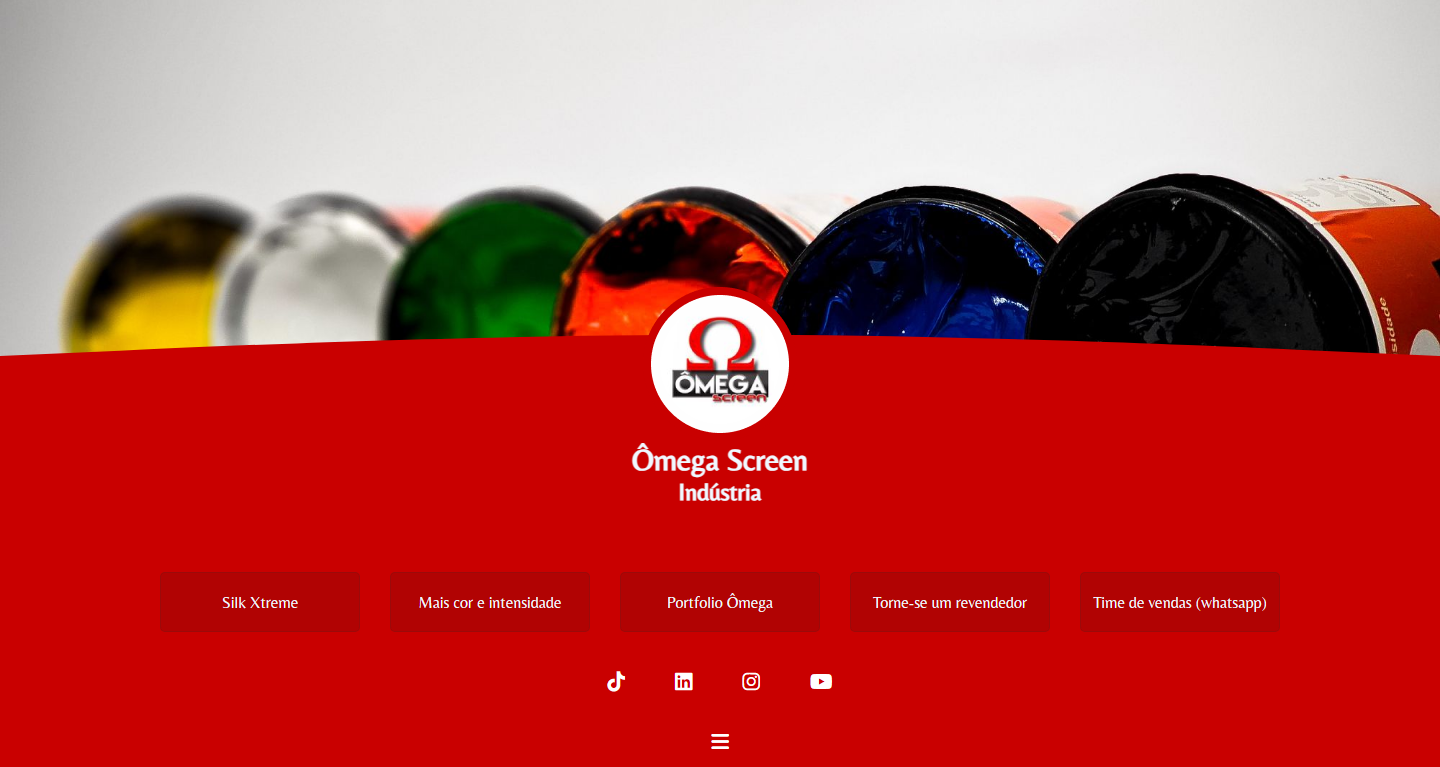 sidade
ÔMEGA
screen
Ômega Screen
Indústria
Silk Xtreme
Mais cor e intensidade
Portfolio Ômega
Torne-se um revendedor
Time de vendas (whatsapp)